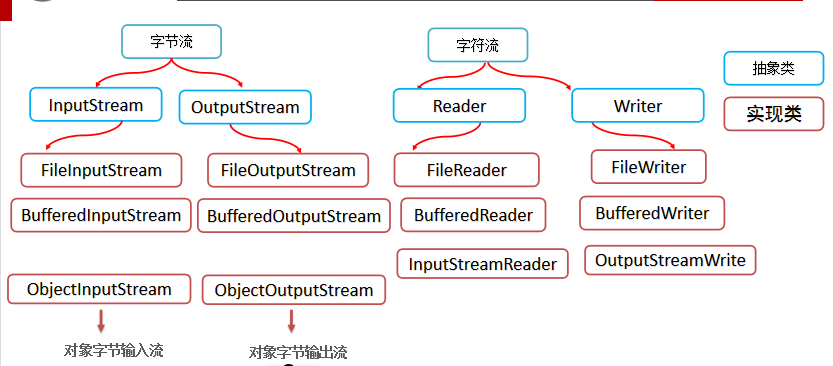 字节流
字符流
抽象类
InputStream
OutputStream
Reader
Writer
实现类
FileInputStream
FileOutputStream
FileReader
FileWriter
BufferedInputStream
BufferedOutputStream
BufferedReader
BufferedWriter
InputStreamReader
OutputStreamWrite
ObjectInputStream
ObjectOutputStream
对象字节输入流
对象字节输出流